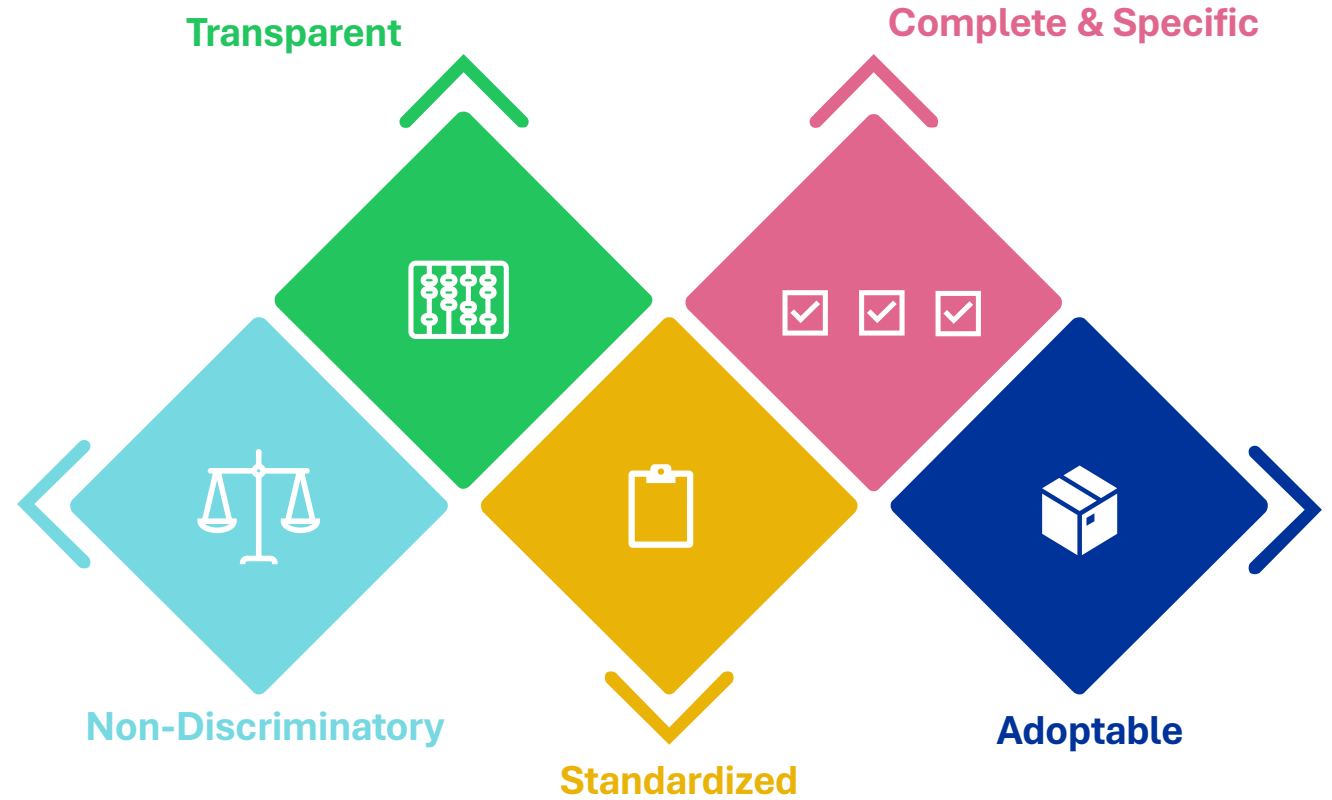 Transparent
Complete & Specific
Non-Discriminatory
Adoptable
Standardized